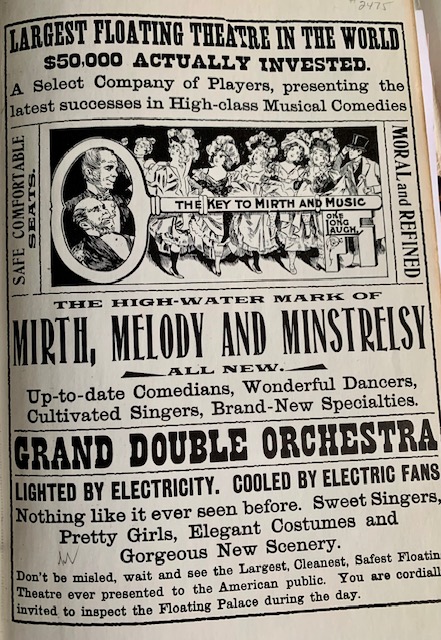 #2475
LARGEST FLOATING THEATRE IN THE WORLD
$50.000 ACTUALLY INVESTED.
A Select Company of Players, presenting the
latest successes in High-class Musical Comedies
SAFE COMFORTABLE
SEATS.
THE KEY TO MIRTH AND MUSIC
ONE
LONG
LAUGH.
MORAL and REFINED
THE HIGH-WATER MARK OF
MIRTH, MELODY AND MINSTRELSY
ALL NEW.
Up-to-date Comedians, Wonderful Dancers,
Cultivated Singers, Brand-New Specialties.
GRAND DOUBLE ORCHESTRA
LIGHTED BY ELECTRICITY. COOLED BY ELECTRIC FANS
Nothing like it ever seen before. Sweet Singers,
Pretty Girls, Elegant Costumes and
Gorgeous New Scenery.
Don't be misled, wait and see the Largest, Cleanest, Safest Floatin
Theatre ever presented to the American public. You are cordiall
invited to inspect the Floating Palace during the day.